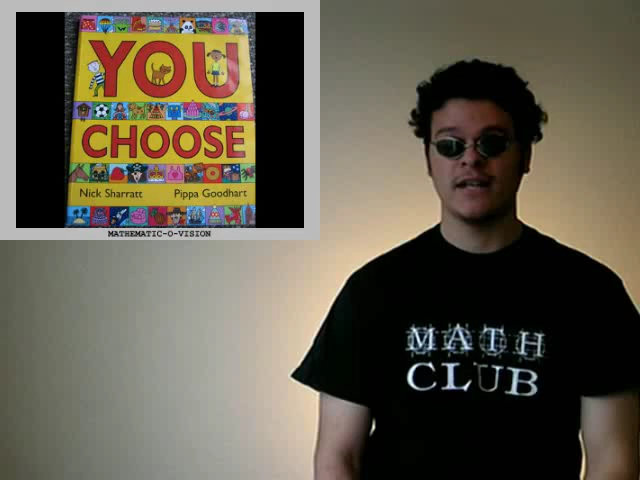 YOU
CHOOSE
Nick Sharratt Pippa Goodhart
MATHEMATIC-O-VISION
MATH
CLUB